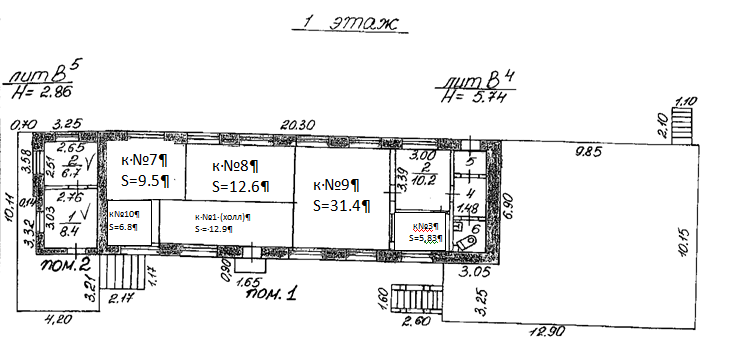 1 этаж
лит В⁵
H= 2.86
лит В⁴
H= 5.74
1.10
2.10
0.70 3.25 20.30 9.85
3.58
2.65
2
6.7
2.51
0.14
2.76
3.03
1
8.4
3.32
10.11
к·№7¶
S=9.5¶
к·№8¶
S=12.6¶
к·№9¶
S=31.4¶
3.00
2
10.2
3.39
5
4
1.48
6
6.90
10.15
к№10¶
S=6.8¶
к·№1·(холл)¶
S·=·12.9¶
к№3¶
S=5,83¶
пом.2
3.21
1.17
2.17
0,90
1.65
пом.1
3.05
3,25
1.60
2.60
4,20
12.90